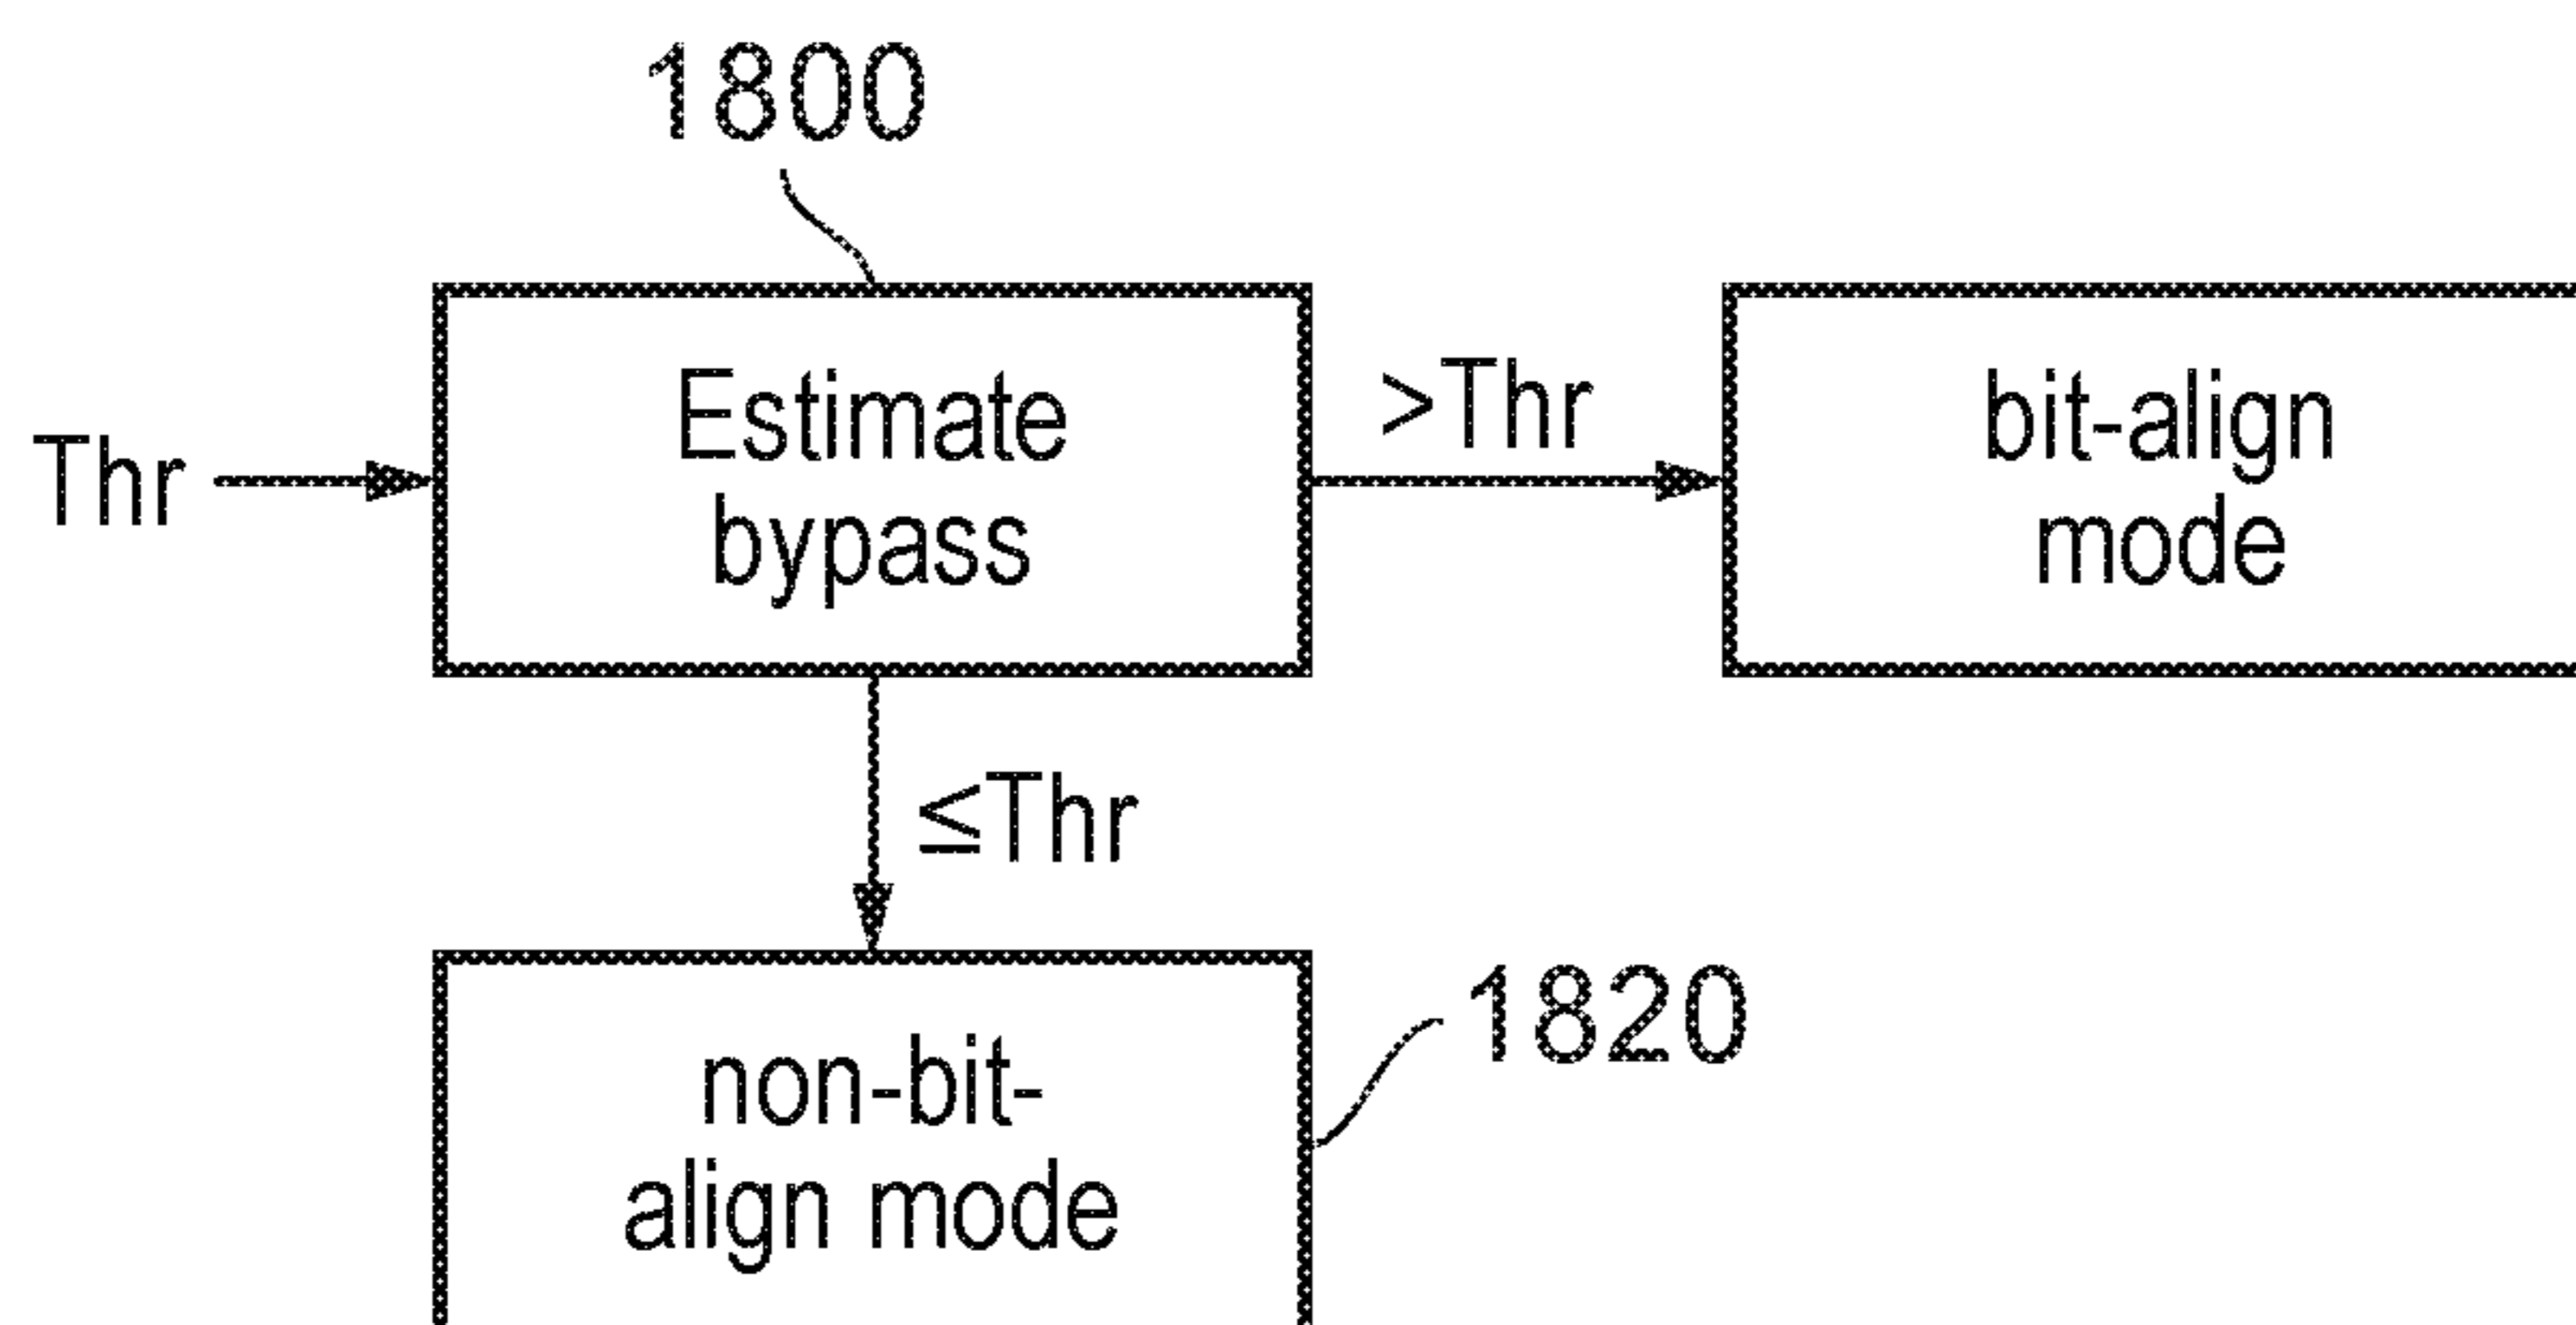 1800
Thr
Estimate
bypass
>Thr
bit-align
mode
≤Thr
non-bit-
align mode
1820